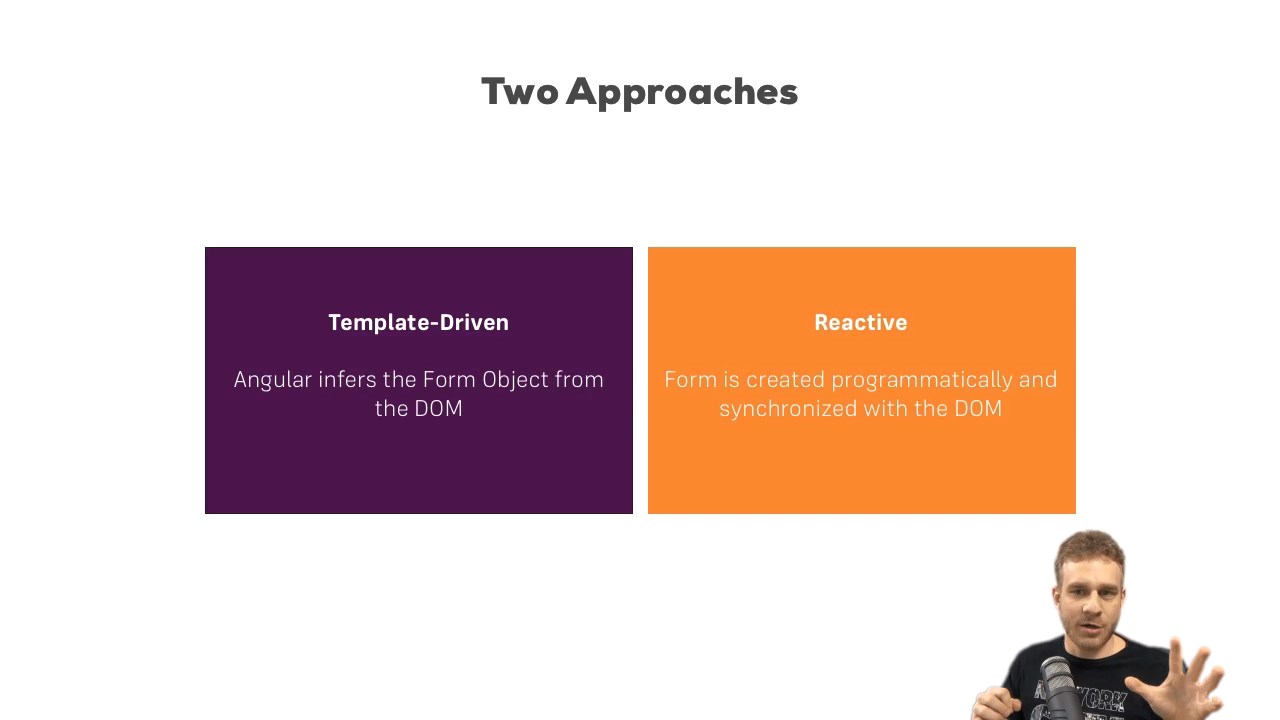 Two Approaches
Template-Driven
Angular infers the Form Object from
the DOM
Reactive
Form is created programmatically and
synchronized with the DOM